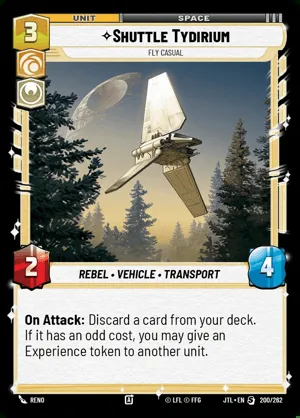 UNIT
SPACE
3
✧SHUTTLE TYDIRIUM
FLY CASUAL
2
4
REBEL • VEHICLE • TRANSPORT
On Attack: Discard a card from your deck.
If it has an odd cost, you may give an
Experience token to another unit.
RENO
© LFL © FFG
JTL • EN
200/262